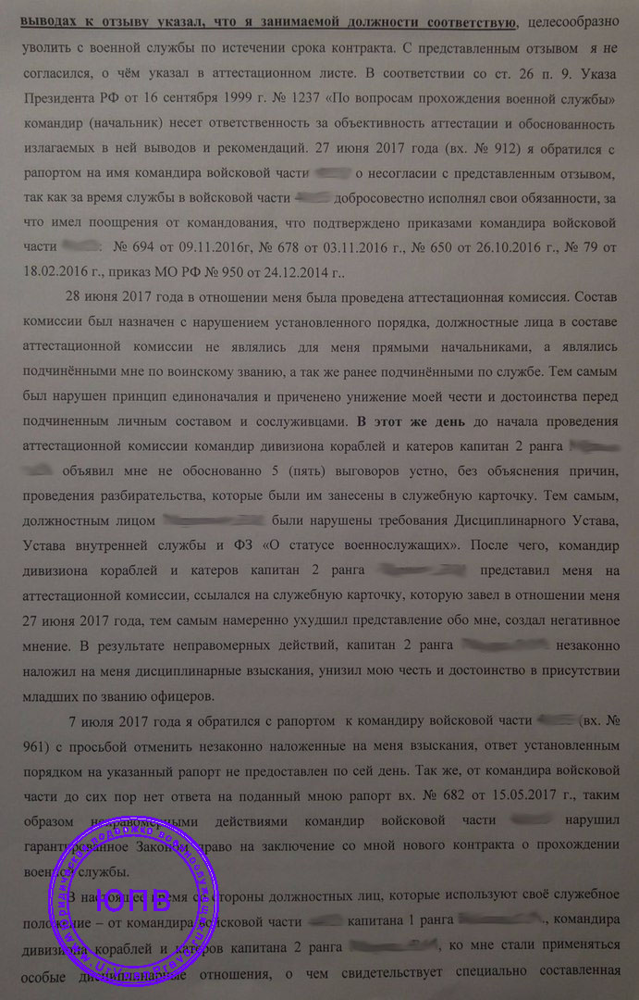 выводах к отзыву указал, что я занимаемой должности соответствую, целесообразно
уволить с военной службы по истечении срока контракта. С представленным отзывом я не
согласился, о чём указал в аттестационном листе. В соответствии со ст. 26 п. 9. Указа
Президента РФ от 16 сентября 1999 г. № 1237 «По вопросам прохождения военной службы»
командир (начальник) несет ответственность за объективность аттестации и обоснованность
излагаемых в ней выводов и рекомендаций. 27 июня 2017 года (вх. № 912) я обратился с
рапортом на имя командира войсковой части о несогласии с представленным отзывом,
так как за время службы в войсковой части добросовестно исполнял свои обязанности, за
что имел поощрения от командования, что подтверждено приказами командира войсковой
части : № 694 от 09.11.2016г, № 678 от 03.11.2016 г., № 650 от 26.10.2016 г., № 79 от
18.02.2016 г., приказ МО РФ № 950 от 24.12.2014 г..
28 июня 2017 года в отношении меня была проведена аттестационная комиссия. Состав
комиссии был назначен с нарушением установленного порядка, должностные лица в составе
аттестационной комиссии не являлись для меня прямыми начальниками, а являлись
подчинёнными мне по воинскому званию, а так же ранее подчинёнными по службе. Тем самым
был нарушен принцип единоначалия и приченено унижение моей чести и достоинства перед
подчиненным личным составом и сослуживцами. В этот же день до начала проведения
аттестационной комиссии командир дивизиона кораблей и катеров капитан 2 ранга
объявил мне не обоснованно 5 (пять) выговоров устно, без объяснения причин,
проведения разбирательства, которые были им занесены в служебную карточку. Тем самым,
должностным лицом были нарушены требования Дисциплинарного Устава,
Устава внутренней службы и ФЗ «О статусе военнослужащих». После чего, командир
дивизиона кораблей и катеров капитан 2 ранга представил меня на
аттестационной комиссии, ссылался на служебную карточку, которую завел в отношении меня
27 июня 2017 года, тем самым намеренно ухудшил представление обо мне, создал негативное
мнение. В результате неправомерных действий, капитан 2 ранга незаконно
наложил на меня дисциплинарные взыскания, унизил мою честь и достоинство в присутствии
младших по званию офицеров.
7 июля 2017 года я обратился с рапортом к командиру войсковой части (вх. №
961) с просьбой отменить незаконно наложенные на меня взыскания, ответ установленным
порядком на указанный рапорт не предоставлен по сей день. Так же, от командира войсковой
части до сих пор нет ответа на поданный мною рапорт вх. № 682 от 15.05.2017 г., таким
образом неправомерными действиями командир войсковой части нарушил
гарантированное Законом право на заключение со мной нового контракта о прохождении
военной службы.
В настоящее время со стороны должностных лиц, которые используют своё служебное
положение – от командира войсковой части капитана 1 ранга ., командира
дивизиона кораблей и катеров капитана 2 ранга , ко мне стали применяться
особые дисциплинарные отношения, о чем свидетельствует специально составленная
ЮПВ
юридическая поддержка военнослужащих